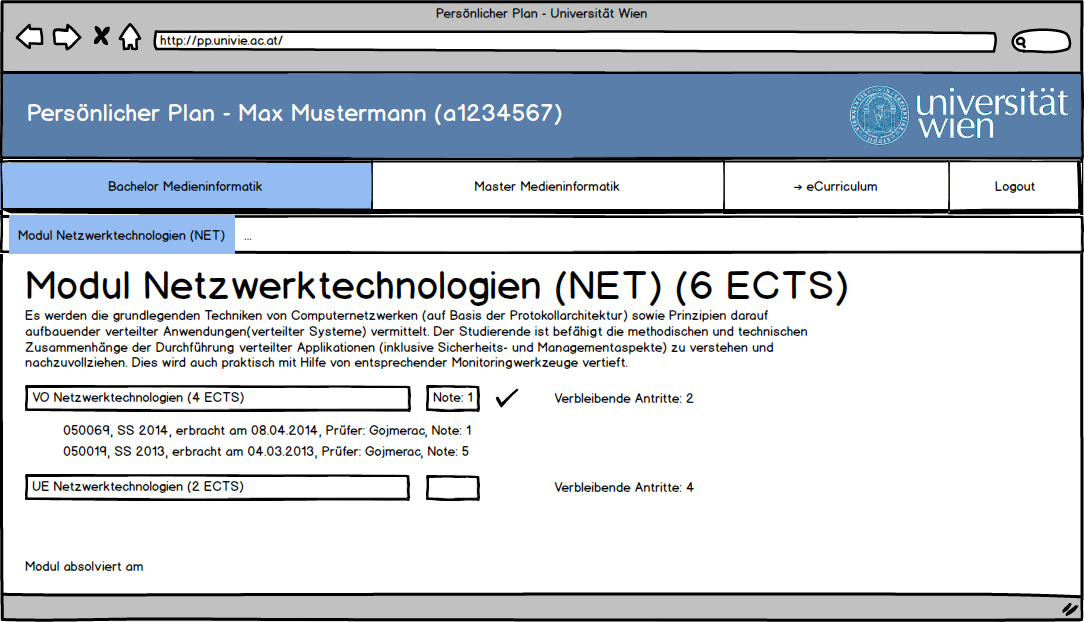 Persönlicher Plan - Universität Wien
http://pp.univie.ac.at/
Persönlicher Plan - Max Mustermann (a1234567)
universität
wien
Bachelor Medieninformatik
Master Medieninformatik
→ eCurriculum
Logout
Modul Netzwerktechnologien (NET)
...
Modul Netzwerktechnologien (NET) (6 ECTS)
Es werden die grundlegenden Techniken von Computernetzwerken (auf Basis der Protokollarchitektur) sowie Prinzipien darauf
aufbauender verteilter Anwendungen(verteilter Systeme) vermittelt. Der Studierende ist befähigt die methodischen und technischen
Zusammenhänge der Durchführung verteilter Applikationen (inklusive Sicherheits- und Managementaspekte) zu verstehen und
nachzuvollziehen. Dies wird auch praktisch mit Hilfe von entsprechender Monitoringwerkzeuge vertieft.
VO Netzwerktechnologien (4 ECTS)
Note: 1
Verbleibende Antritte: 2
050069, SS 2014, erbracht am 08.04.2014, Prüfer: Gojmerac, Note: 1
050019, SS 2013, erbracht am 04.03.2013, Prüfer: Gojmerac, Note: 5
UE Netzwerktechnologien (2 ECTS)
Verbleibende Antritte: 4
Modul absolviert am